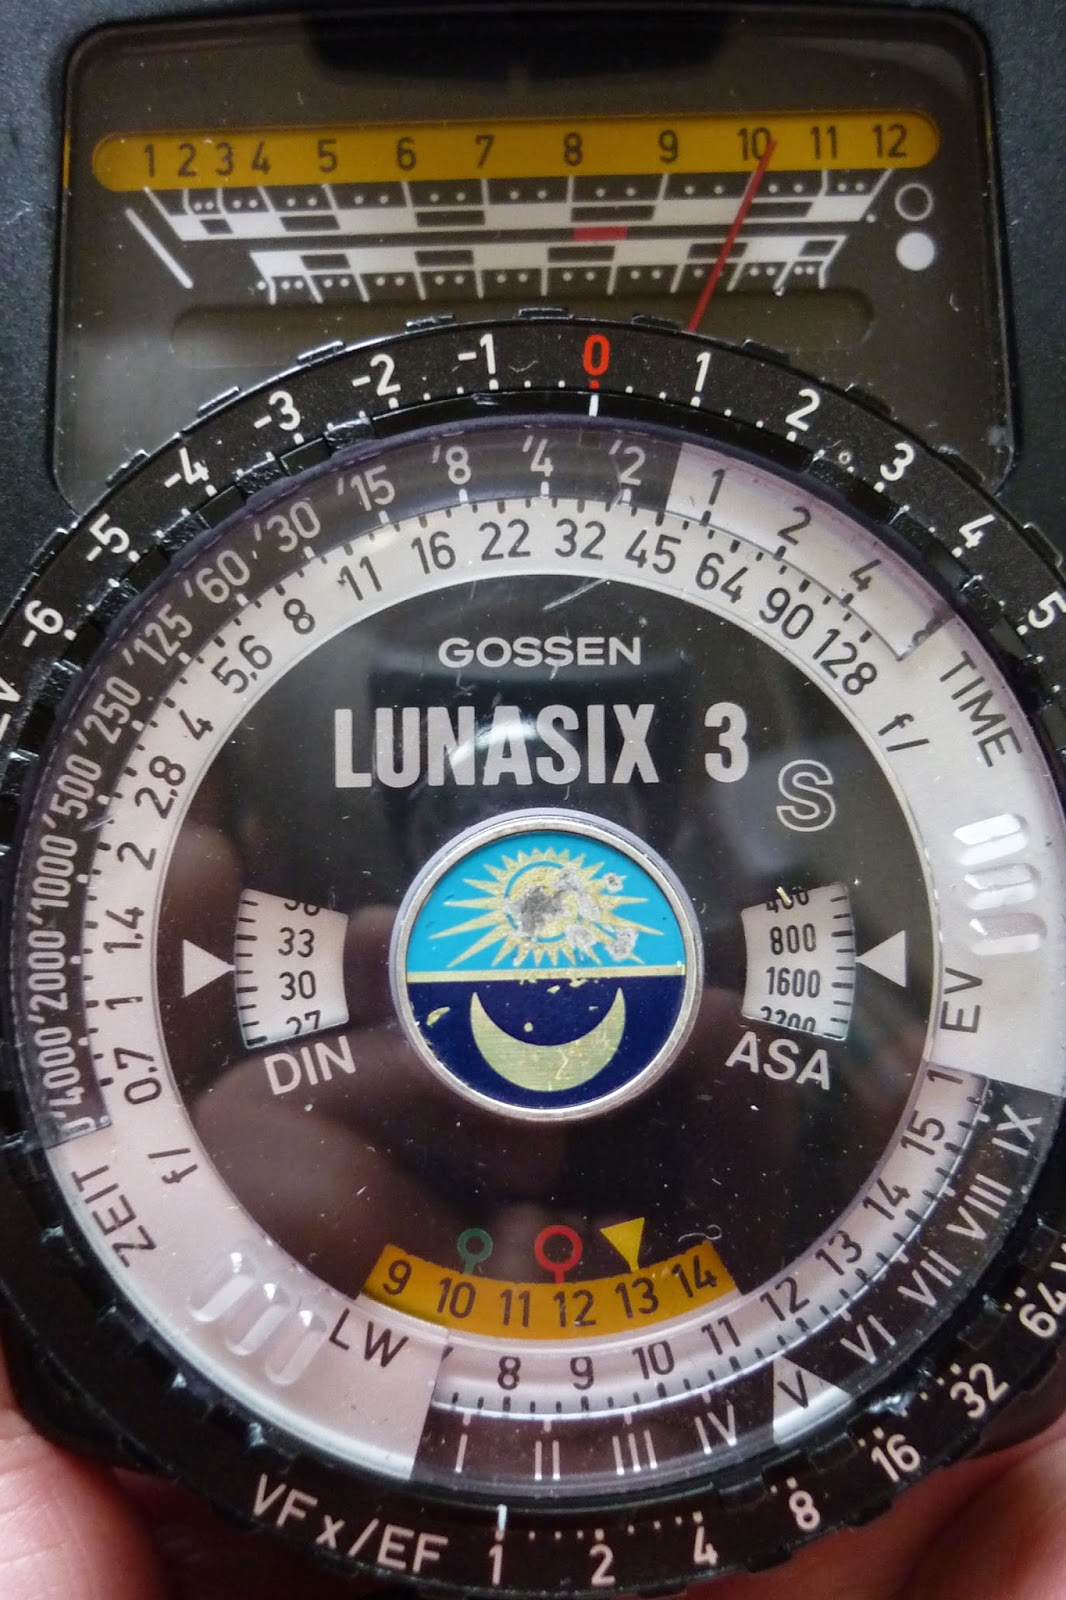 1 2 3 4 5 6 7 8 9 10 11 12
-6 -5 -4 -3 -2 -1 0 1 2 3 4 5
'4000 '2000 '1000 '500 '250 '125 '60 '30 '15 '8 '4 '2 1 2 4 8
TIME
0.7 1 1.4 2 2.8 4 5.6 8 11 16 22 32 45 64 90 128 f/
GOSSEN
LUNASIX 3
S
33
30
27
DIN
400
800
1600
3200
ASA
EV
ZEIT
f/
9 10 11 12 13 14
LW
8 9 10 11 12 13 14 15
I II III IV V VI VII VIII IX
VFx/EF 1 2 4 8 16 32 64